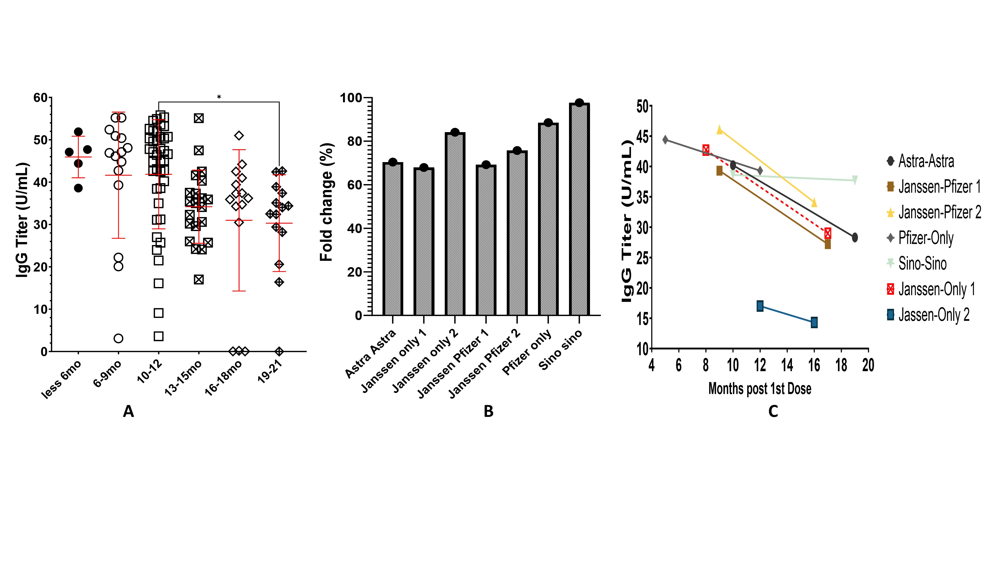 60
50
40
30
20
10
0
IgG Titer (U/mL)
*
less 6mo
6-9mo
10-12
13-15mo
16-18mo
19-21
A
100
80
60
40
20
0
Fold change (%)
Astra Astra
Janssen only 1
Janssen only 2
Janssen Pfizer 1
Janssen Pfizer 2
Pfizer only
Sino sino
B
50
45
40
35
30
25
20
15
10
IgG Titer (U/mL)
4 6 8 10 12 14 16 18 20
Months post 1st Dose
C
Astra-Astra
Janssen-Pfizer 1
Janssen-Pfizer 2
Pfizer-Only
Sino-Sino
Janssen-Only 1
Jassen-Only 2